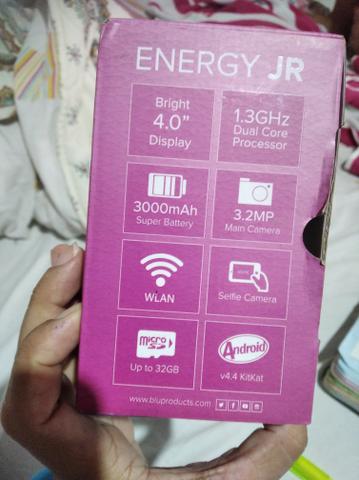 ENERGY JR
Bright
4.0”
Display
1.3GHz
Dual Core
Processor
3000mAh
Super Battery
3.2MP
Main Camera
WLAN
Selfie Camera
micro
SD
Up to 32GB
Android
v4.4 KitKat
www.bluproducts.com